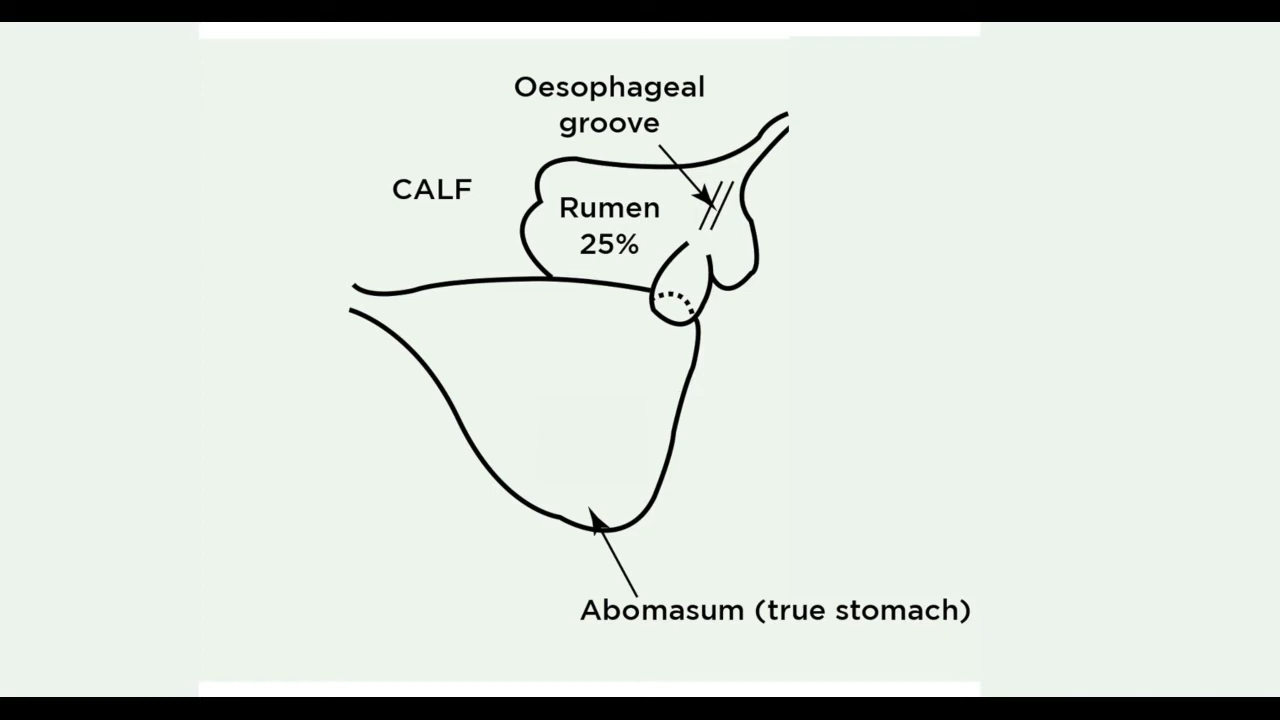 Oesophageal
groove
CALF
Rumen
25%
Abomasum (true stomach)